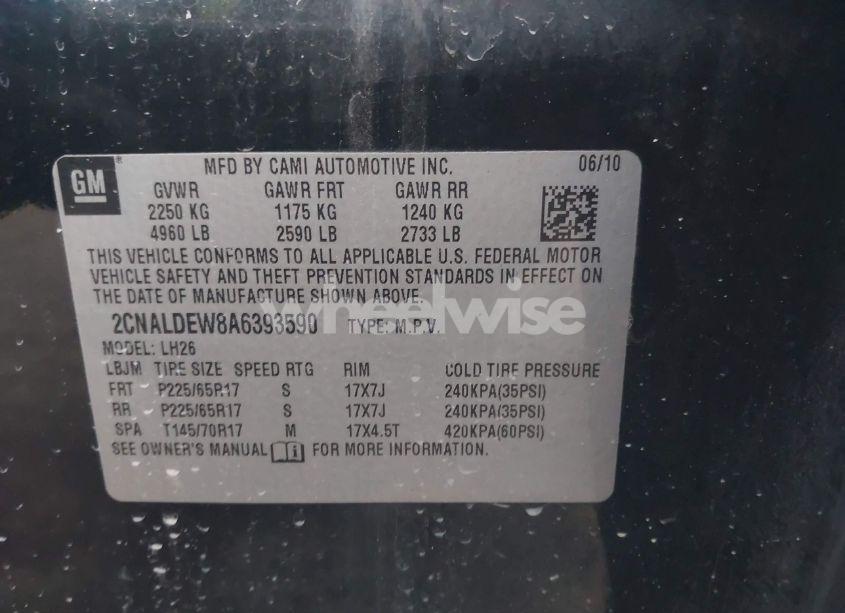 GM
MFD BY CAMI AUTOMOTIVE INC. 06/10
GVWR GAWR FRT GAWR RR
2250 KG 1175 KG 1240 KG
4960 LB 2590 LB 2733 LB
THIS VEHICLE CONFORMS TO ALL APPLICABLE U.S. FEDERAL MOTOR
VEHICLE SAFETY AND THEFT PREVENTION STANDARDS IN EFFECT ON
THE DATE OF MANUFACTURE SHOWN ABOVE.
wheelwise
2CNALDEW8A6393590 TYPE: M.P.V.
MODEL: LH26
LBJM TIRE SIZE SPEED RTG RIM COLD TIRE PRESSURE
FRT P225/65R17 S 17X7J 240KPA(35PSI)
RR P225/65R17 S 17X7J 240KPA(35PSI)
SPA T145/70R17 M 17X4.5T 420KPA(60PSI)
SEE OWNER'S MANUAL i FOR MORE INFORMATION.